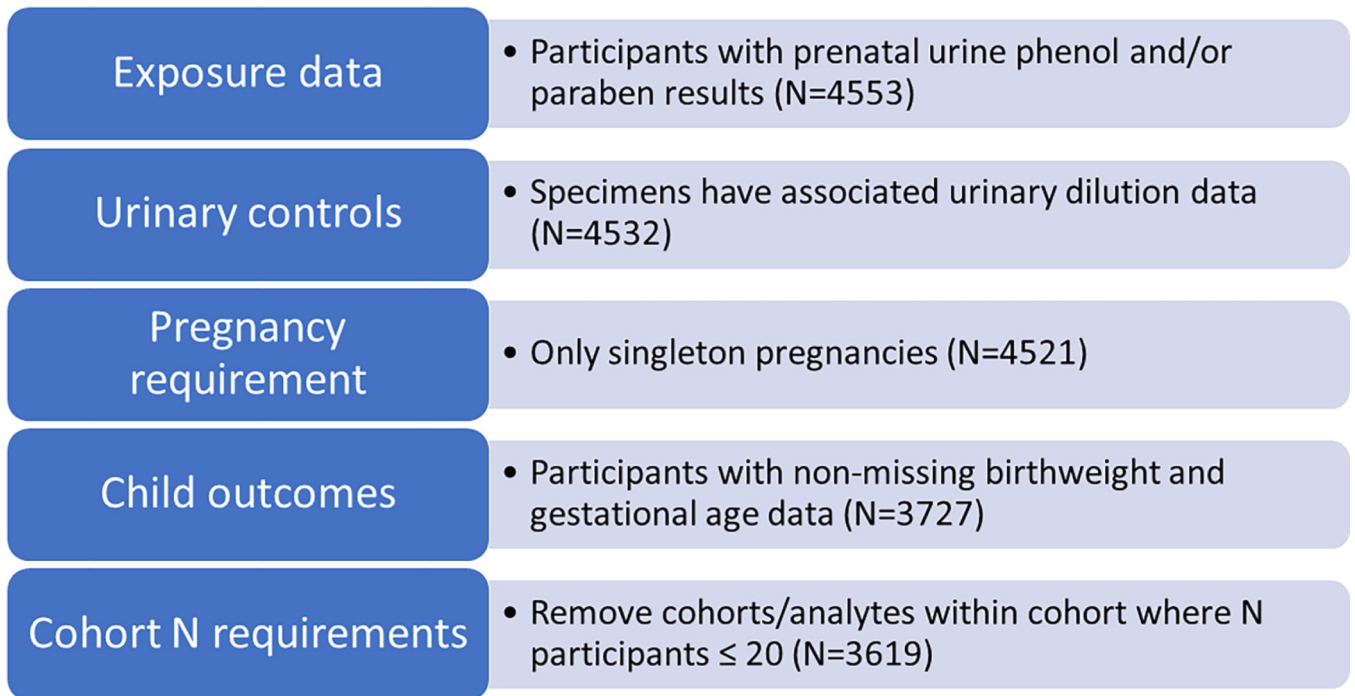 Exposure data
• Participants with prenatal urine phenol and/or
paraben results (N=4553)
Urinary controls
• Specimens have associated urinary dilution data
(N=4532)
Pregnancy
requirement
• Only singleton pregnancies (N=4521)
Child outcomes
• Participants with non-missing birthweight and
gestational age data (N=3727)
Cohort N requirements
• Remove cohorts/analytes within cohort where N
participants ≤ 20 (N=3619)